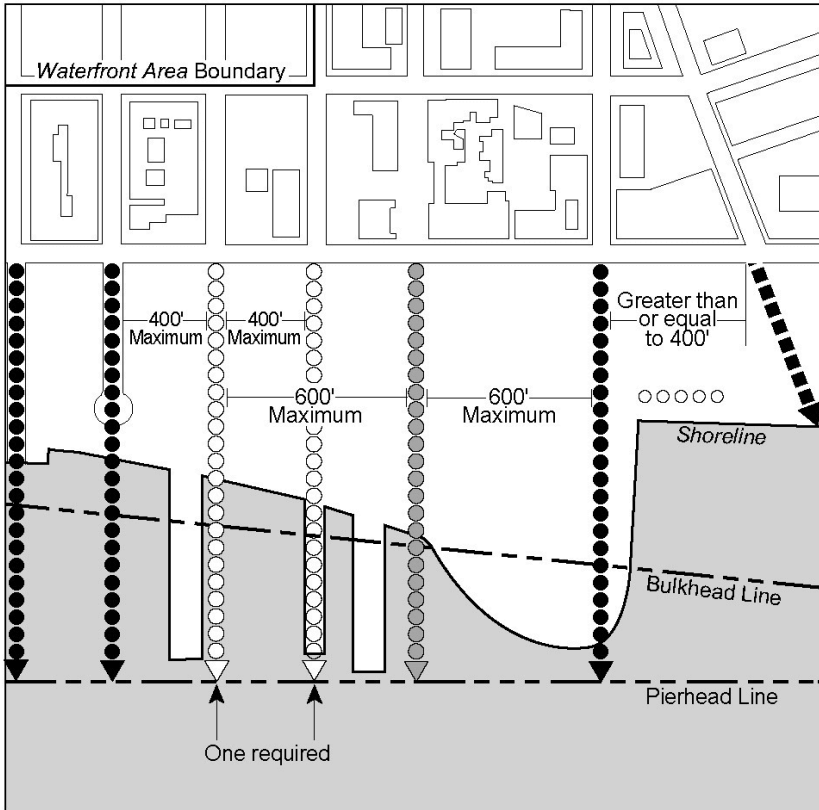 Waterfront Area Boundary
400'
Maximum
400'
Maximum
Greater than
or equal
to 400'
600'
Maximum
600'
Maximum
Shoreline
Bulkhead Line
Pierhead Line
One required